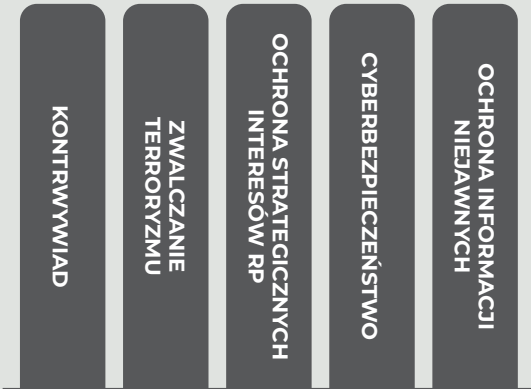 KONTRWYWIAD
ZWALCZANIE
TERRORYZMU
OCHRONA STRATEGICZNYCH
INTERESÓW RP
CYBERBEZPIECZEŃSTWO
OCHRONA INFORMACJI
NIEJAWNYCH